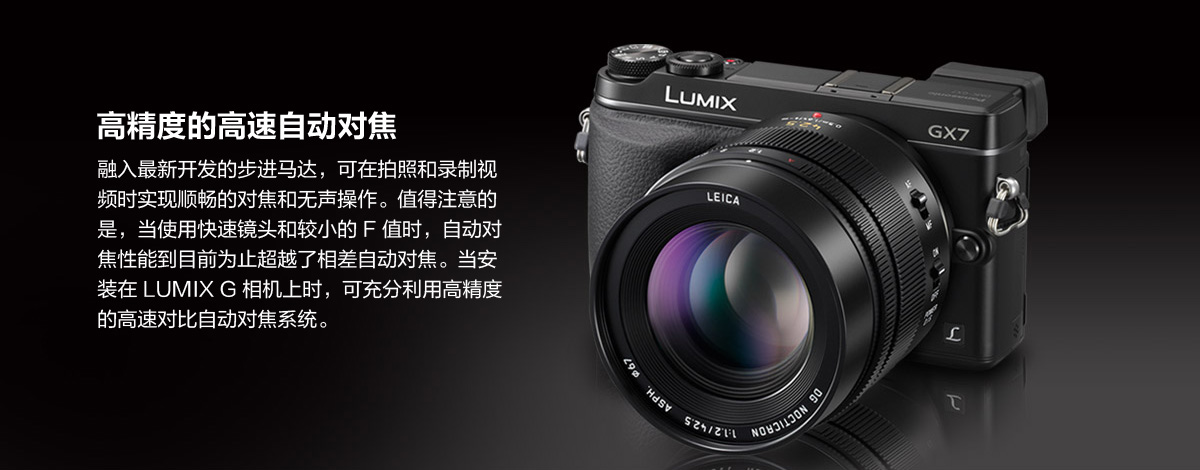 高精度的高速自动对焦
融入最新开发的步进马达，可在拍照和录制视
频时实现顺畅的对焦和无声操作。值得注意的
是，当使用快速镜头和较小的 F 值时，自动对
焦性能到目前为止超越了相差自动对焦。当安
装在 LUMIX G 相机上时，可充分利用高精度
的高速对比自动对焦系统。
LUMIX
GX7
LEICA
DG NOCTICRON 1:1.2/42.5 ASPH. ø67